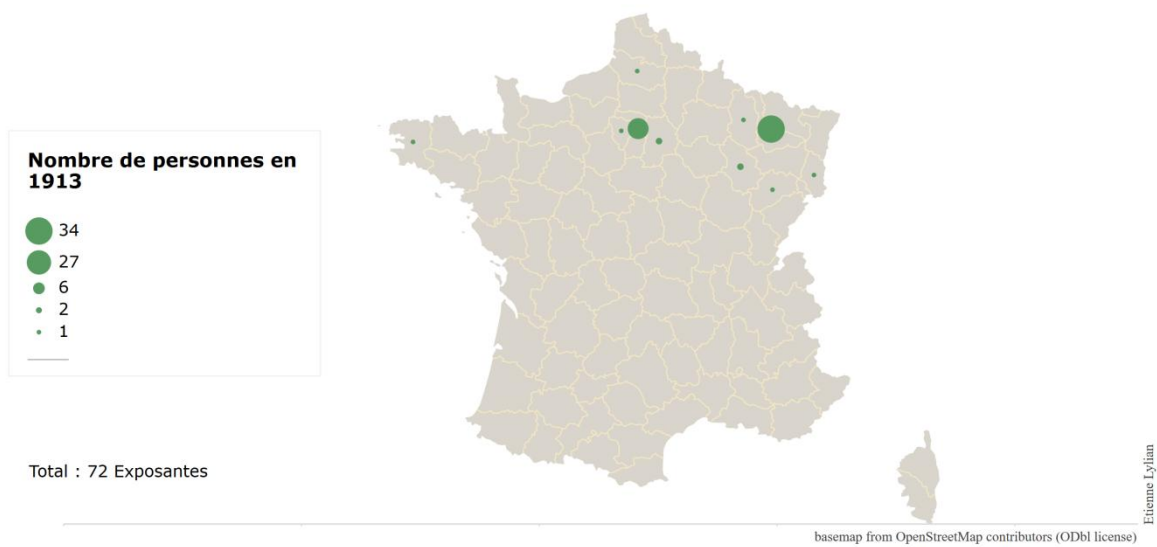 Nombre de personnes en
1913
34
27
6
2
1
Total : 72 Exposantes
Etienne Lylian
basemap from OpenStreetMap contributors (ODbl license)